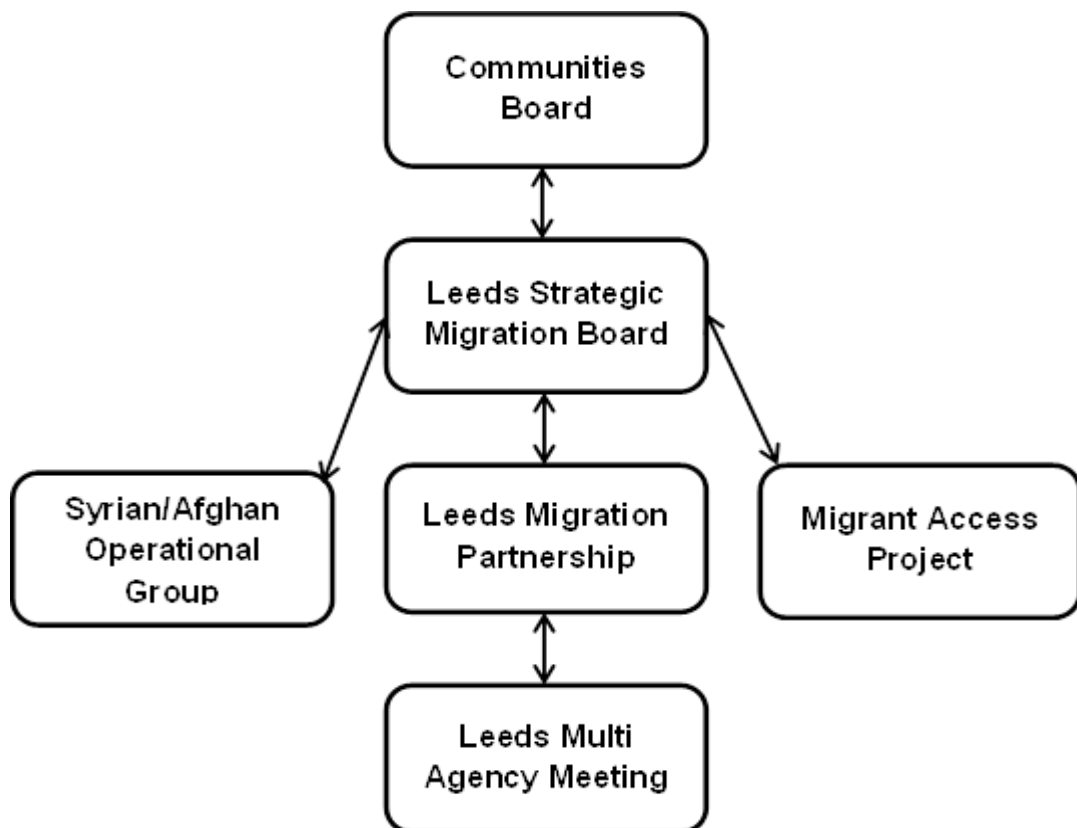 Communities
Board
Leeds Strategic
Migration Board
Syrian/Afghan
Operational
Group
Leeds Migration
Partnership
Migrant Access
Project
Leeds Multi
Agency Meeting